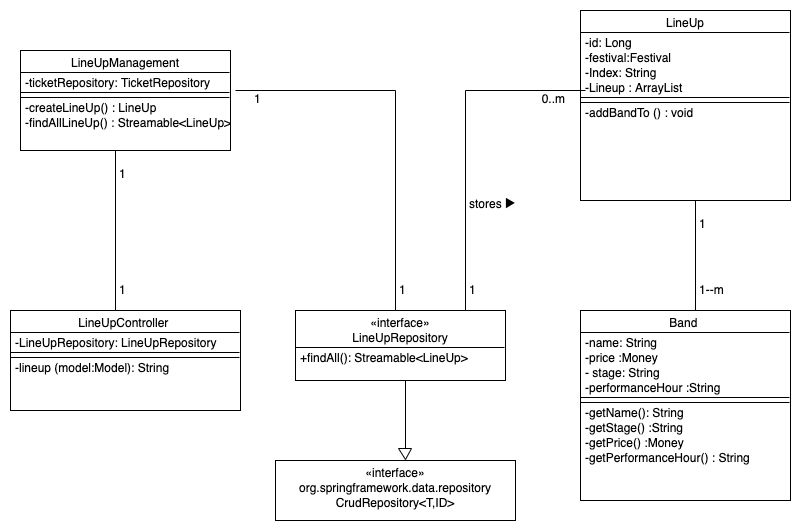 LineUp
-id: Long
-festival:Festival
-Index: String
-Lineup : ArrayList
-addBandTo () : void
LineUpManagement
-ticketRepository: TicketRepository
-createLineUp() : LineUp
-findAllLineUp() : Streamable<LineUp>
1
0..m
1
stores ▶
1
1
1
1
1--m
LineUpController
-LineUpRepository: LineUpRepository
-lineup (model:Model): String
«interface»
LineUpRepository
+findAll(): Streamable<LineUp>
Band
-name: String
-price :Money
- stage: String
-performanceHour :String
-getName(): String
-getStage() :String
-getPrice() :Money
-getPerformanceHour() : String
«interface»
org.springframework.data.repository
CrudRepository<T,ID>